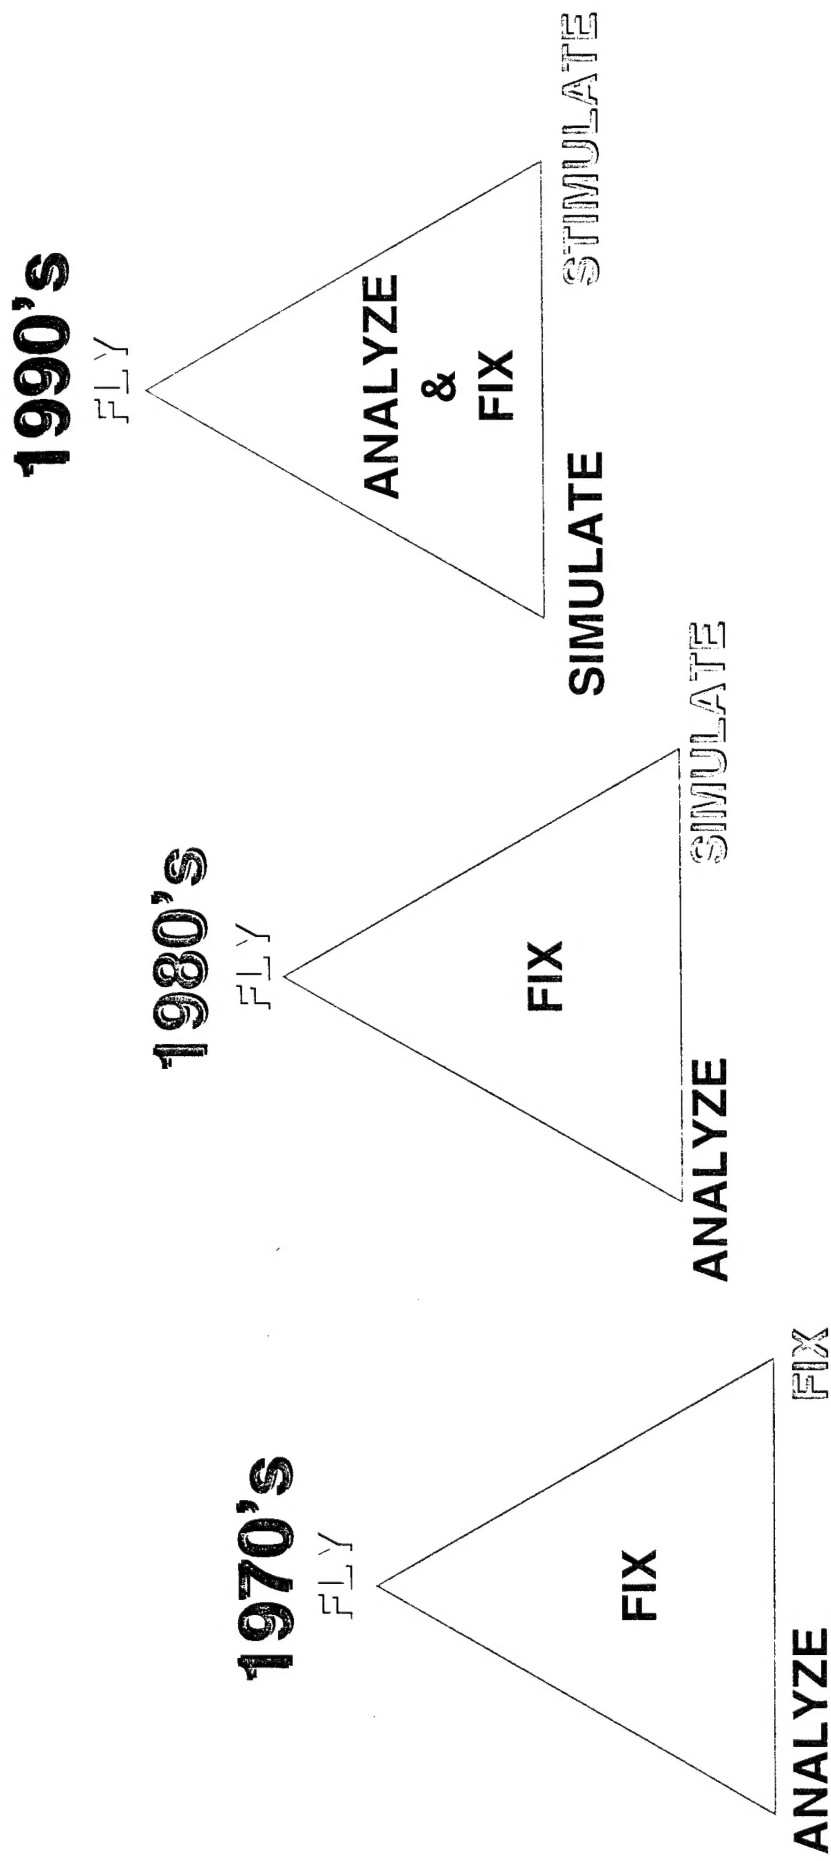 1970's
FLY
FIX
ANALYZE
FIX
1980's
FLY
FIX
ANALYZE
SIMULATE
1990's
FLY
ANALYZE
&
FIX
SIMULATE
STIMULATE